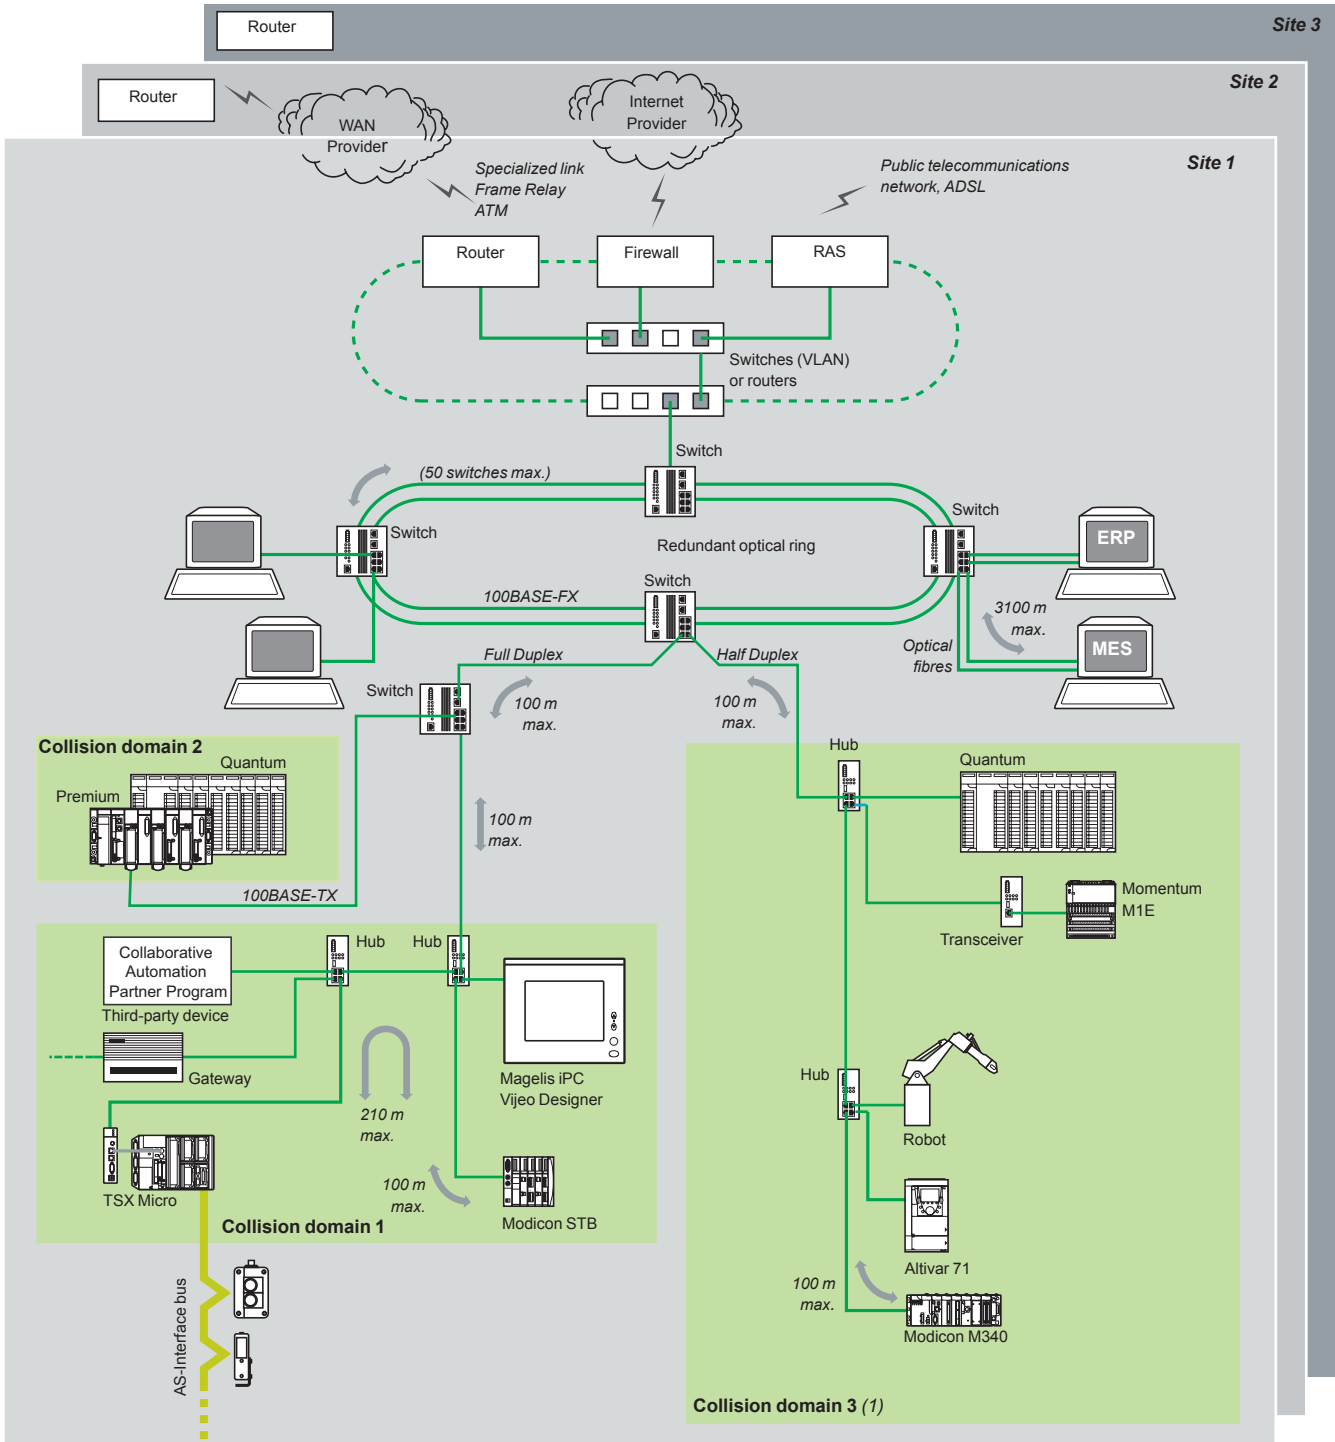 Router
Site 3
Router
Site 2
WAN
Provider
Internet
Provider
Site 1
Specialized link
Frame Relay
ATM
Public telecommunications
network, ADSL
Router
Firewall
RAS
Switches (VLAN)
or routers
Switch
(50 switches max.)
Switch
Switch
Redundant optical ring
ERP
Switch
100BASE-FX
3100 m
max.
MES
Optical
fibres
Full Duplex
Half Duplex
Switch
100 m
max.
100 m
max.
Collision domain 2
Quantum
Premium
100 m
max.
100BASE-TX
Hub
Quantum
Momentum
M1E
Transceiver
Hub
Hub
Collaborative
Automation
Partner Program
Third-party device
Gateway
Magelis iPC
Vijeo Designer
210 m
max.
TSX Micro
100 m
max.
Modicon STB
Collision domain 1
Hub
Robot
Altivar 71
100 m
max.
Modicon M340
AS-Interface bus
Collision domain 3 (1)